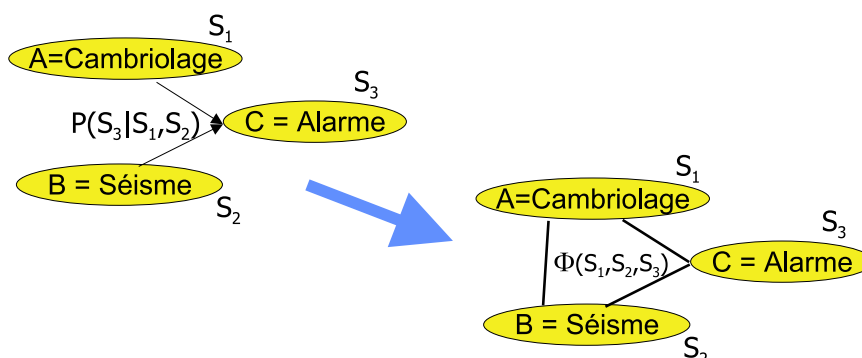 S₁
A=Cambriolage
S₃
P(S₃|S₁,S₂)
C = Alarme
B = Séisme
S₂
S₁
A=Cambriolage
S₃
Φ(S₁,S₂,S₃)
C = Alarme
B = Séisme
S₂